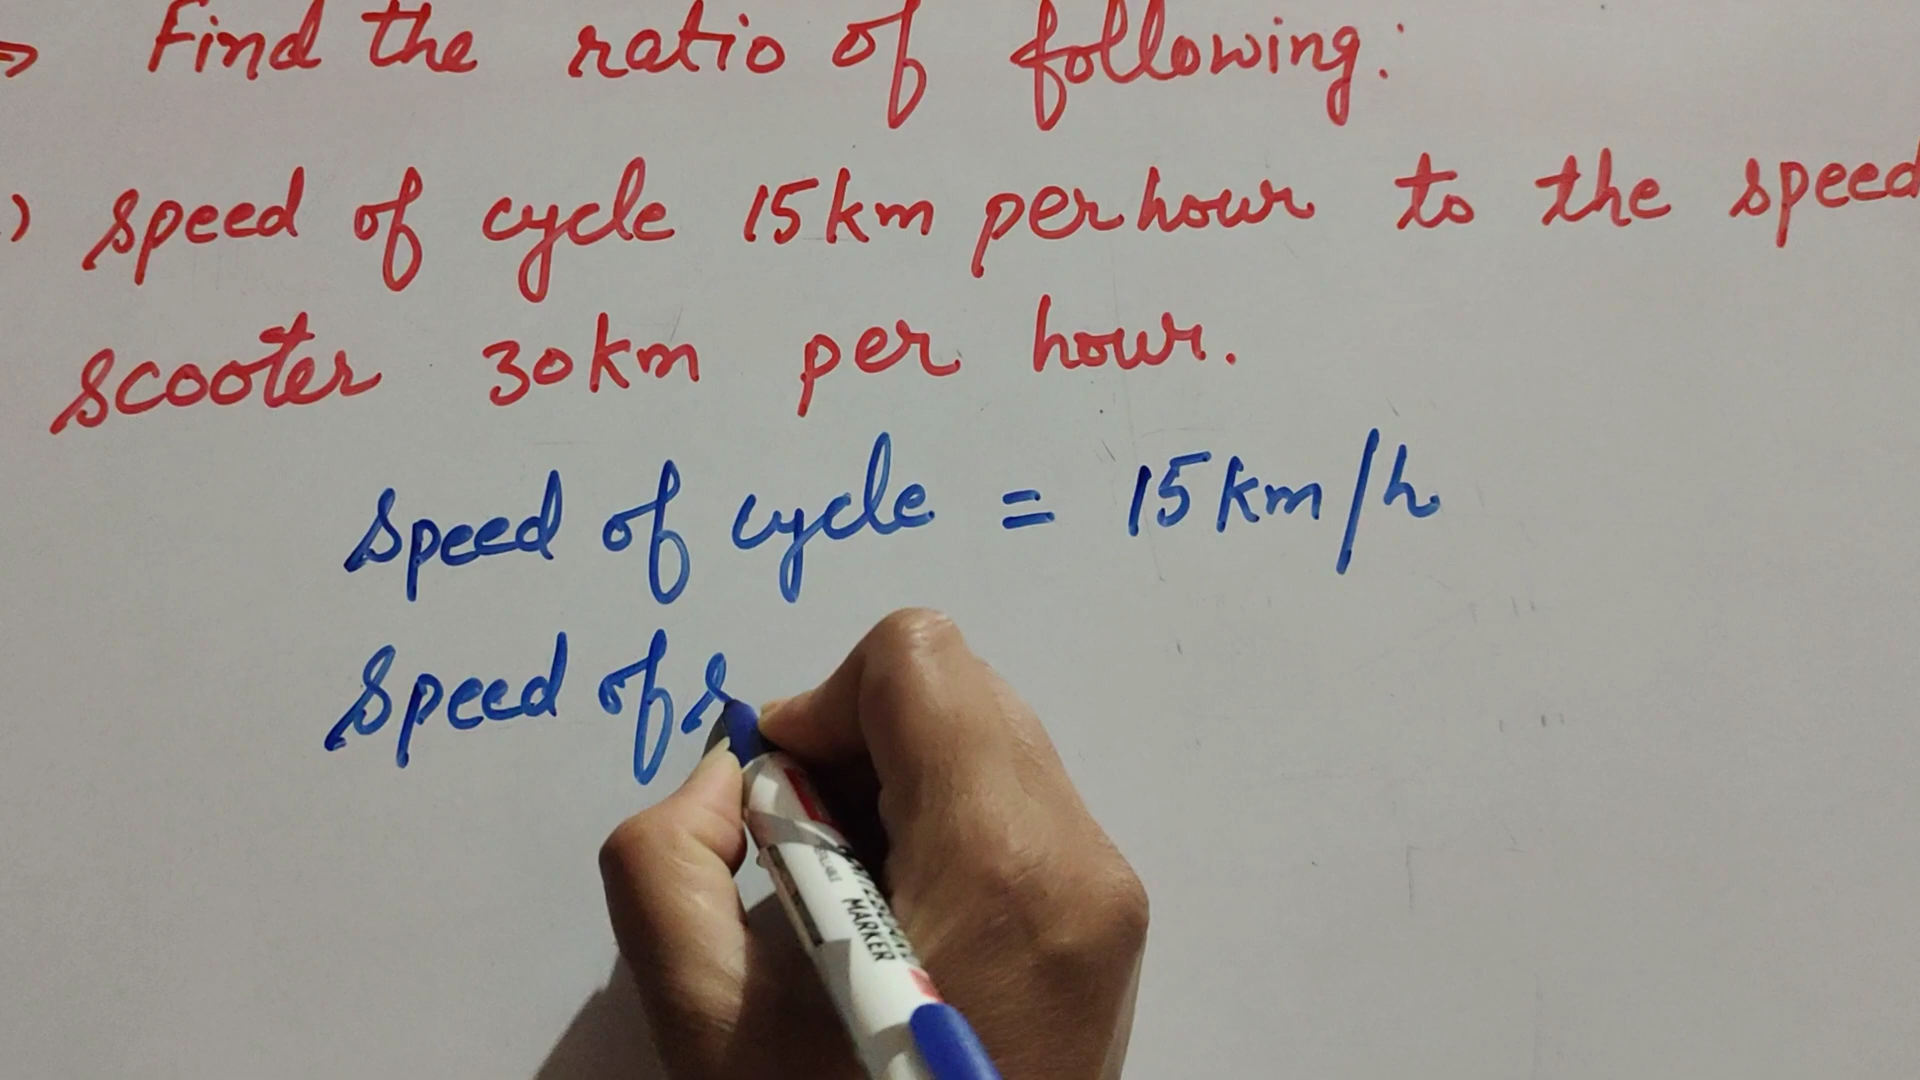 ⇒ Find the ratio of following:
) speed of cycle 15km per hour to the speed
scooter 30km per hour.
speed of cycle = 15km/h
speed of s
MARKER